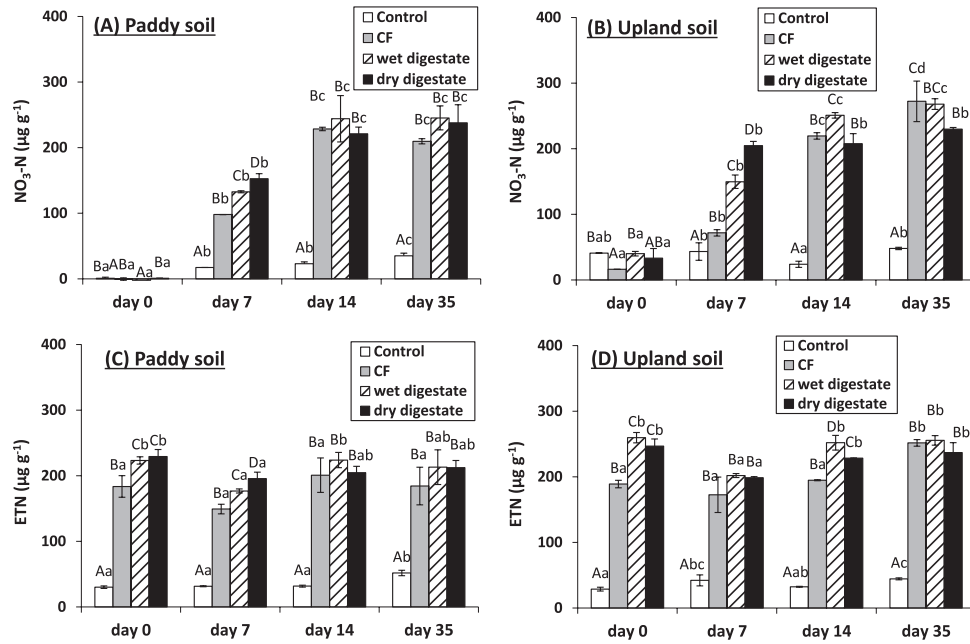 (A) Paddy soil
Control
CF
wet digestate
dry digestate
NO3-N (μg g-1)
400
300
200
100
0
Ba ABa Aa Ba
Ab Bb Cb Db
Ab Bc Bc Bc
Ac Bc Bc Bc
day 0 day 7 day 14 day 35
(B) Upland soil
Control
CF
wet digestate
dry digestate
NO3-N (μg g-1)
400
300
200
100
0
Bab Aa Ba ABa
Ab Bb Cb Db
Aa Bc Cc Bb
Ab Cd BCc Bb
day 0 day 7 day 14 day 35
(C) Paddy soil
Control
CF
wet digestate
dry digestate
ETN (μg g-1)
400
300
200
100
0
Aa Ba Cb Cb
Aa Ba Ca Da
Aa Ba Bb Bab
Ab Ba Bab Bab
day 0 day 7 day 14 day 35
(D) Upland soil
Control
CF
wet digestate
dry digestate
ETN (μg g-1)
400
300
200
100
0
Aa Ba Cb Cb
Abc Ba Ba Ba
Aab Ba Db Cb
Ac Bb Bb Bb
day 0 day 7 day 14 day 35